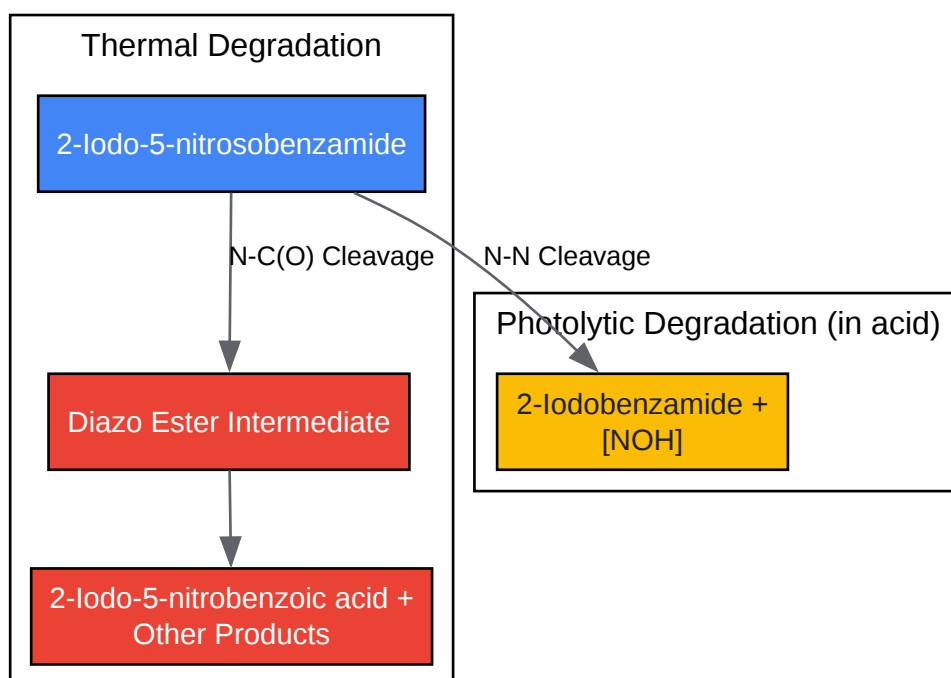 Thermal Degradation
2-Iodo-5-nitrosobenzamide
N-C(O) Cleavage
N-N Cleavage
Photolytic Degradation (in acid)
Diazo Ester Intermediate
2-Iodobenzamide +
[NOH]
2-Iodo-5-nitrobenzoic acid +
Other Products